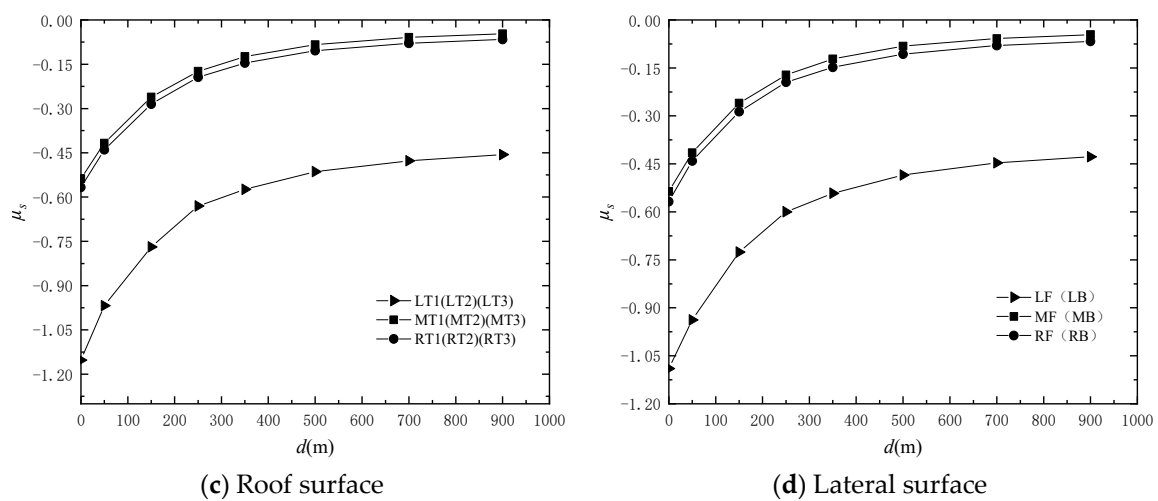 0.00
−0.15
−0.30
−0.45
−0.60
−0.75
−0.90
−1.05
−1.20
μs
LT1(LT2)(LT3)
MT1(MT2)(MT3)
RT1(RT2)(RT3)
0 100 200 300 400 500 600 700 800 900 1000
d(m)
(c) Roof surface
0.00
−0.15
−0.30
−0.45
−0.60
−0.75
−0.90
−1.05
−1.20
μs
LF（LB）
MF（MB）
RF（RB）
0 100 200 300 400 500 600 700 800 900 1000
d(m)
(d) Lateral surface